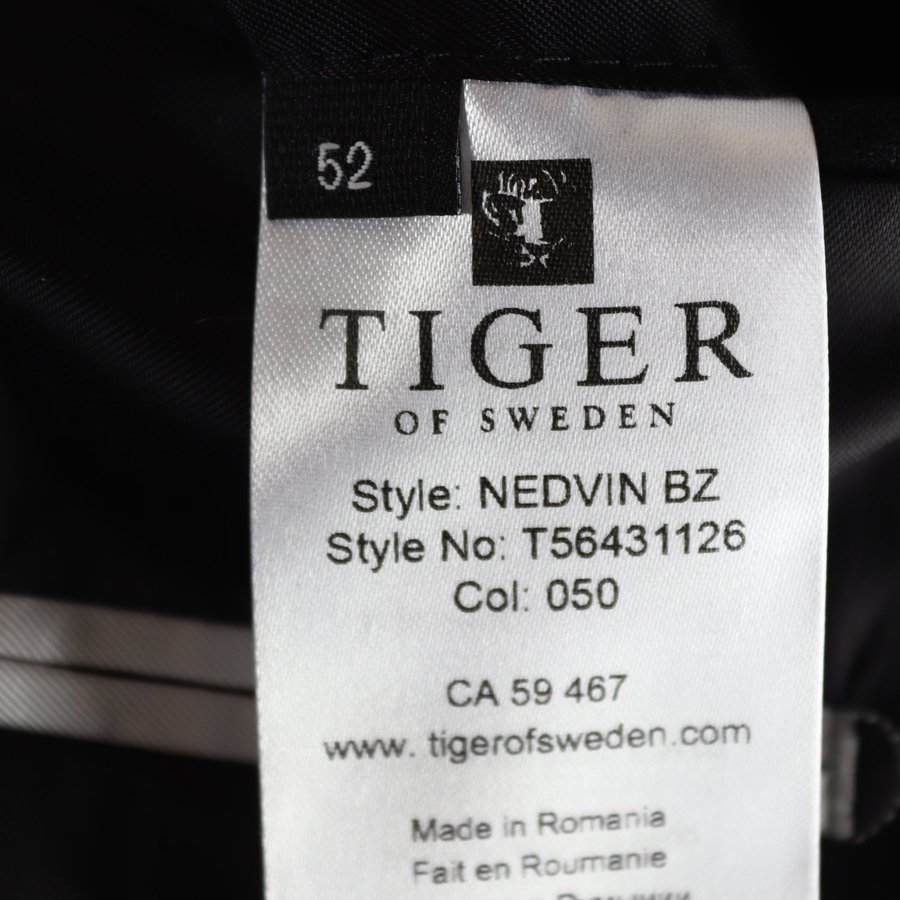 52
TIGER
OF SWEDEN
Style: NEDVIN BZ
Style No: T56431126
Col: 050
CA 59 467
www. tigerofsweden.com
Made in Romania
Fait en Roumanie